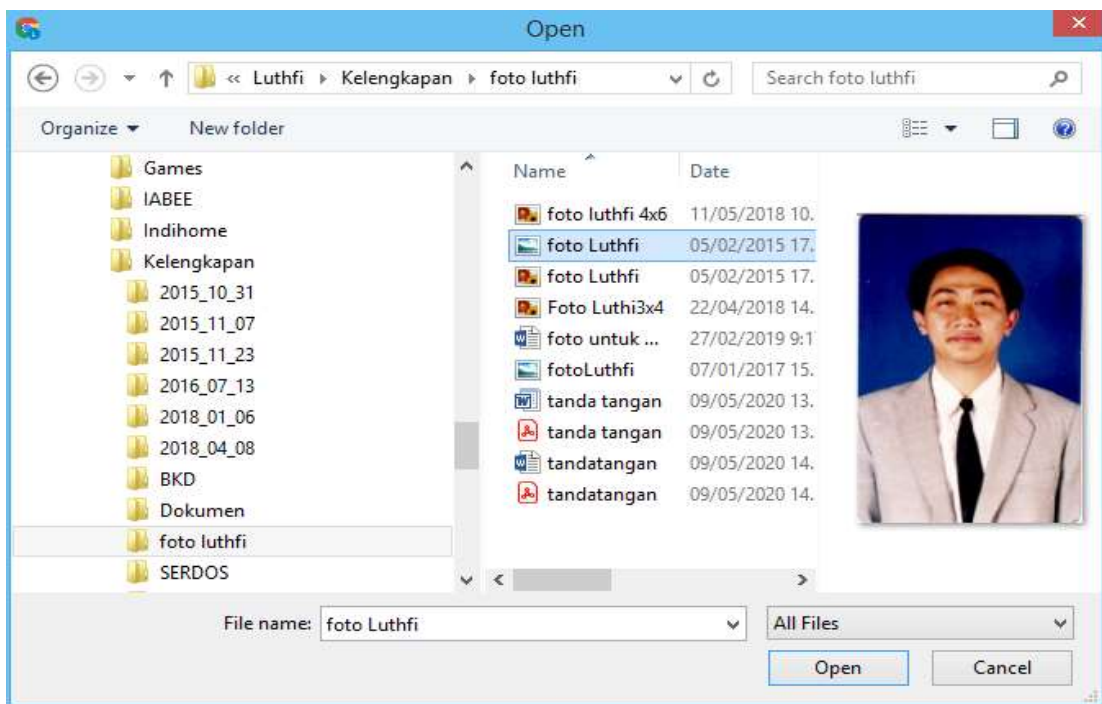 Open
« Luthfi Kelengkapan foto luthfi
Search foto luthfi
Organize New folder
Games
IABEE
Indihome
Kelengkapan
2015_10_31
2015_11_07
2015_11_23
2016_07_13
2018_01_06
2018_04_08
BKD
Dokumen
foto luthfi
SERDOS
Name Date
foto luthfi 4x6 11/05/2018 10.
foto Luthfi 05/02/2015 17.
foto Luthfi 05/02/2015 17.
Foto Luthi3x4 22/04/2018 14.
foto untuk ... 27/02/2019 9:1
fotoLuthfi 07/01/2017 15.
tanda tangan 09/05/2020 13.
tanda tangan 09/05/2020 13.
tandatangan 09/05/2020 14.
tandatangan 09/05/2020 14.
File name: foto Luthfi All Files
Open Cancel